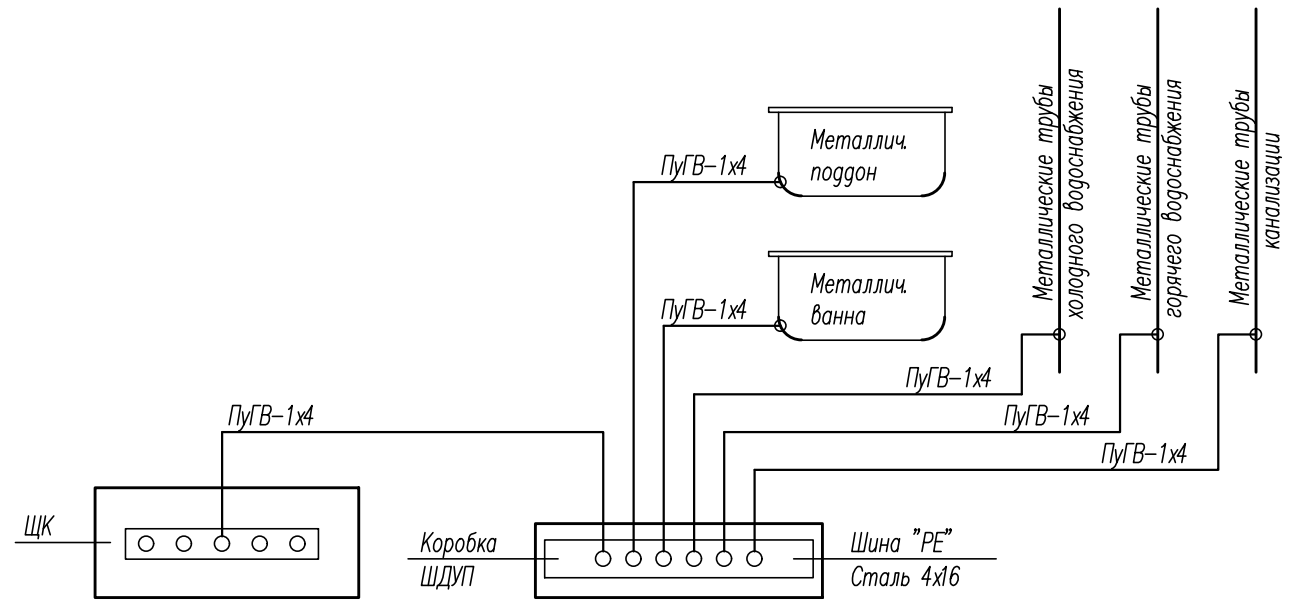 Металлич.
поддон
ПуГВ-1х4
Металлич.
ванна
ПуГВ-1х4
Металлические трубы
холодного водоснабжения
Металлические трубы
горячего водоснабжения
Металлические трубы
канализации
ПуГВ-1х4
ПуГВ-1х4
ПуГВ-1х4
ПуГВ-1х4
ЩК
Коробка
ШДУП
Шина "РЕ"
Сталь 4х16